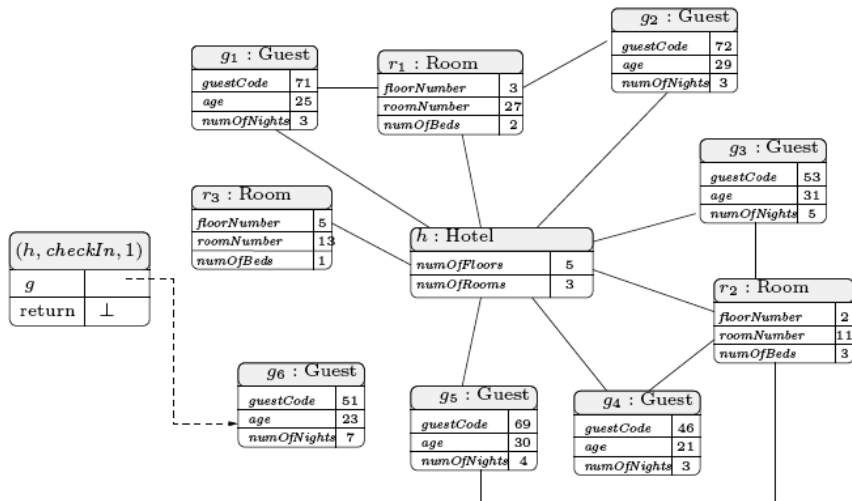 g₁ : Guest
guestCode 71
age 25
numOfNights 3
r₁ : Room
floorNumber 3
roomNumber 27
numOfBeds 2
g₂ : Guest
guestCode 72
age 29
numOfNights 3
g₃ : Guest
guestCode 53
age 31
numOfNights 5
r₃ : Room
floorNumber 5
roomNumber 13
numOfBeds 1
h : Hotel
numOfFloors 5
numOfRooms 3
(h, checkIn, 1)
g
return ⊥
r₂ : Room
floorNumber 2
roomNumber 11
numOfBeds 3
g₆ : Guest
guestCode 51
age 23
numOfNights 7
g₅ : Guest
guestCode 69
age 30
numOfNights 4
g₄ : Guest
guestCode 46
age 21
numOfNights 3